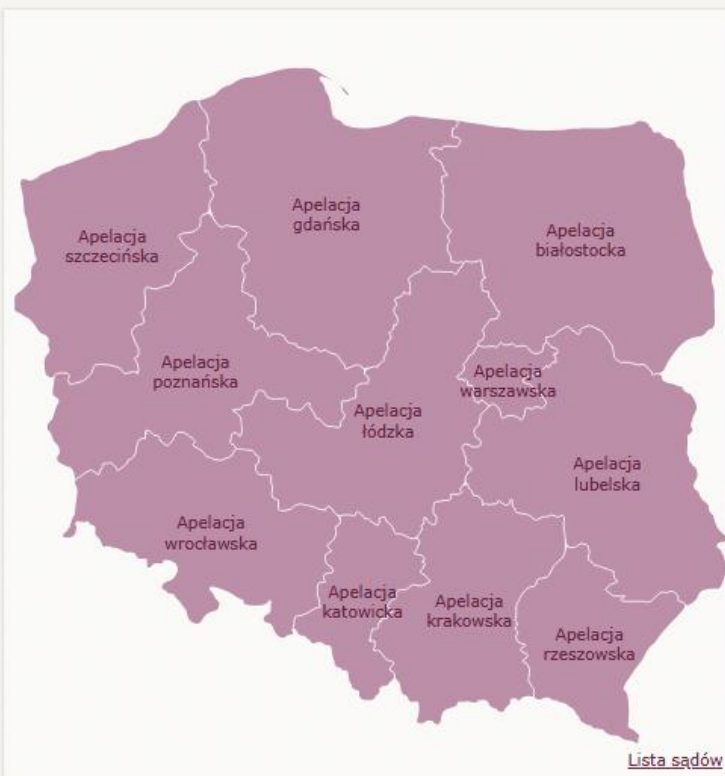 Apelacja
gdańska
Apelacja
szczecińska
Apelacja
białostocka
Apelacja
poznańska
Apelacja
warszawska
Apelacja
łódzka
Apelacja
lubelska
Apelacja
wrocławska
Apelacja
katowicka
Apelacja
krakowska
Apelacja
rzeszowska
Lista sądów